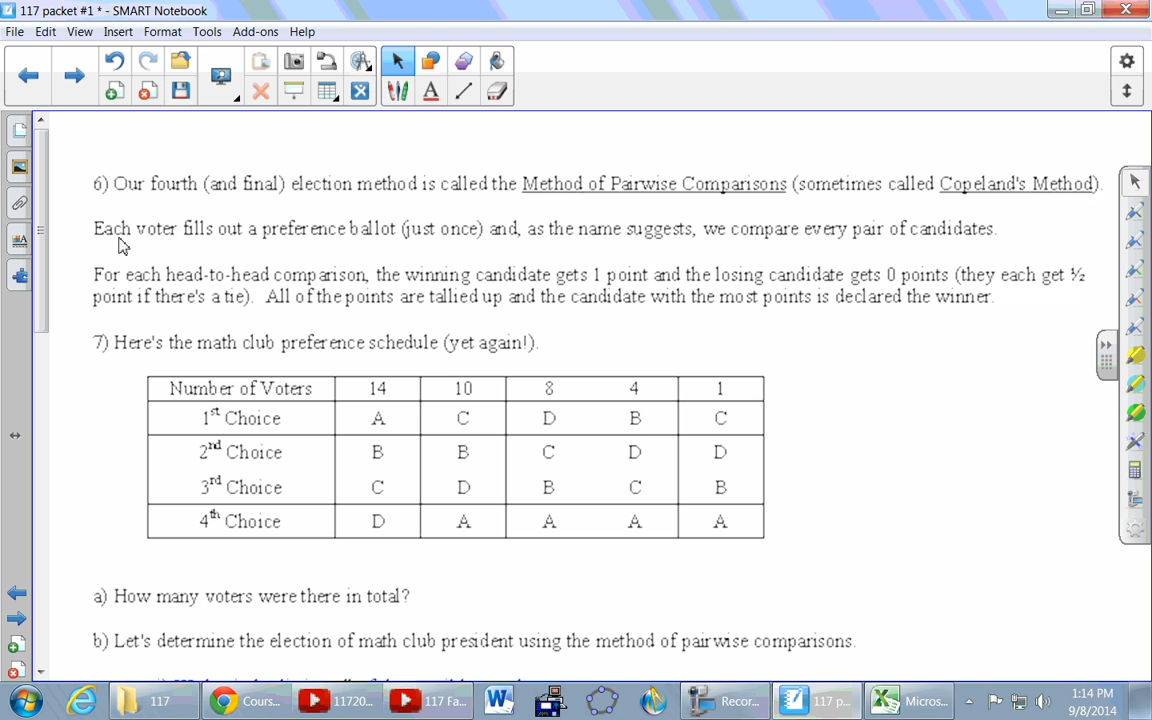 117 packet #1 * - SMART Notebook
File Edit View Insert Format Tools Add-ons Help
6) Our fourth (and final) election method is called the Method of Pairwise Comparisons (sometimes called Copeland's Method).
Each voter fills out a preference ballot (just once) and, as the name suggests, we compare every pair of candidates.
For each head-to-head comparison, the winning candidate gets 1 point and the losing candidate gets 0 points (they each get ½
point if there's a tie). All of the points are tallied up and the candidate with the most points is declared the winner.
7) Here's the math club preference schedule (yet again!).
Number of Voters 14 10 8 4 1
1st Choice A C D B C
2nd Choice B B C D D
3rd Choice C D B C B
4th Choice D A A A A
a) How many voters were there in total?
b) Let's determine the election of math club president using the method of pairwise comparisons.
117 Cours... 11720... 117 Fa... Recor... 117 p... Micros... 1:14 PM
9/8/2014